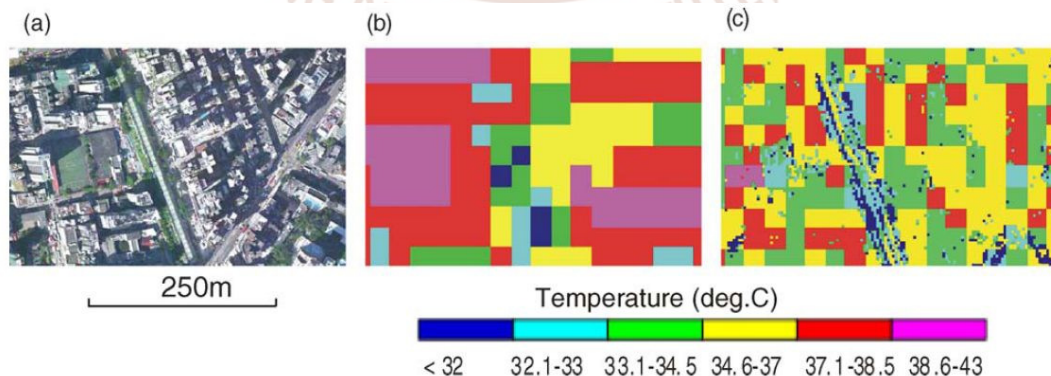 (a)
(b)
(c)
250m
Temperature (deg.C)
< 32 32.1-33 33.1-34.5 34.6-37 37.1-38.5 38.6-43